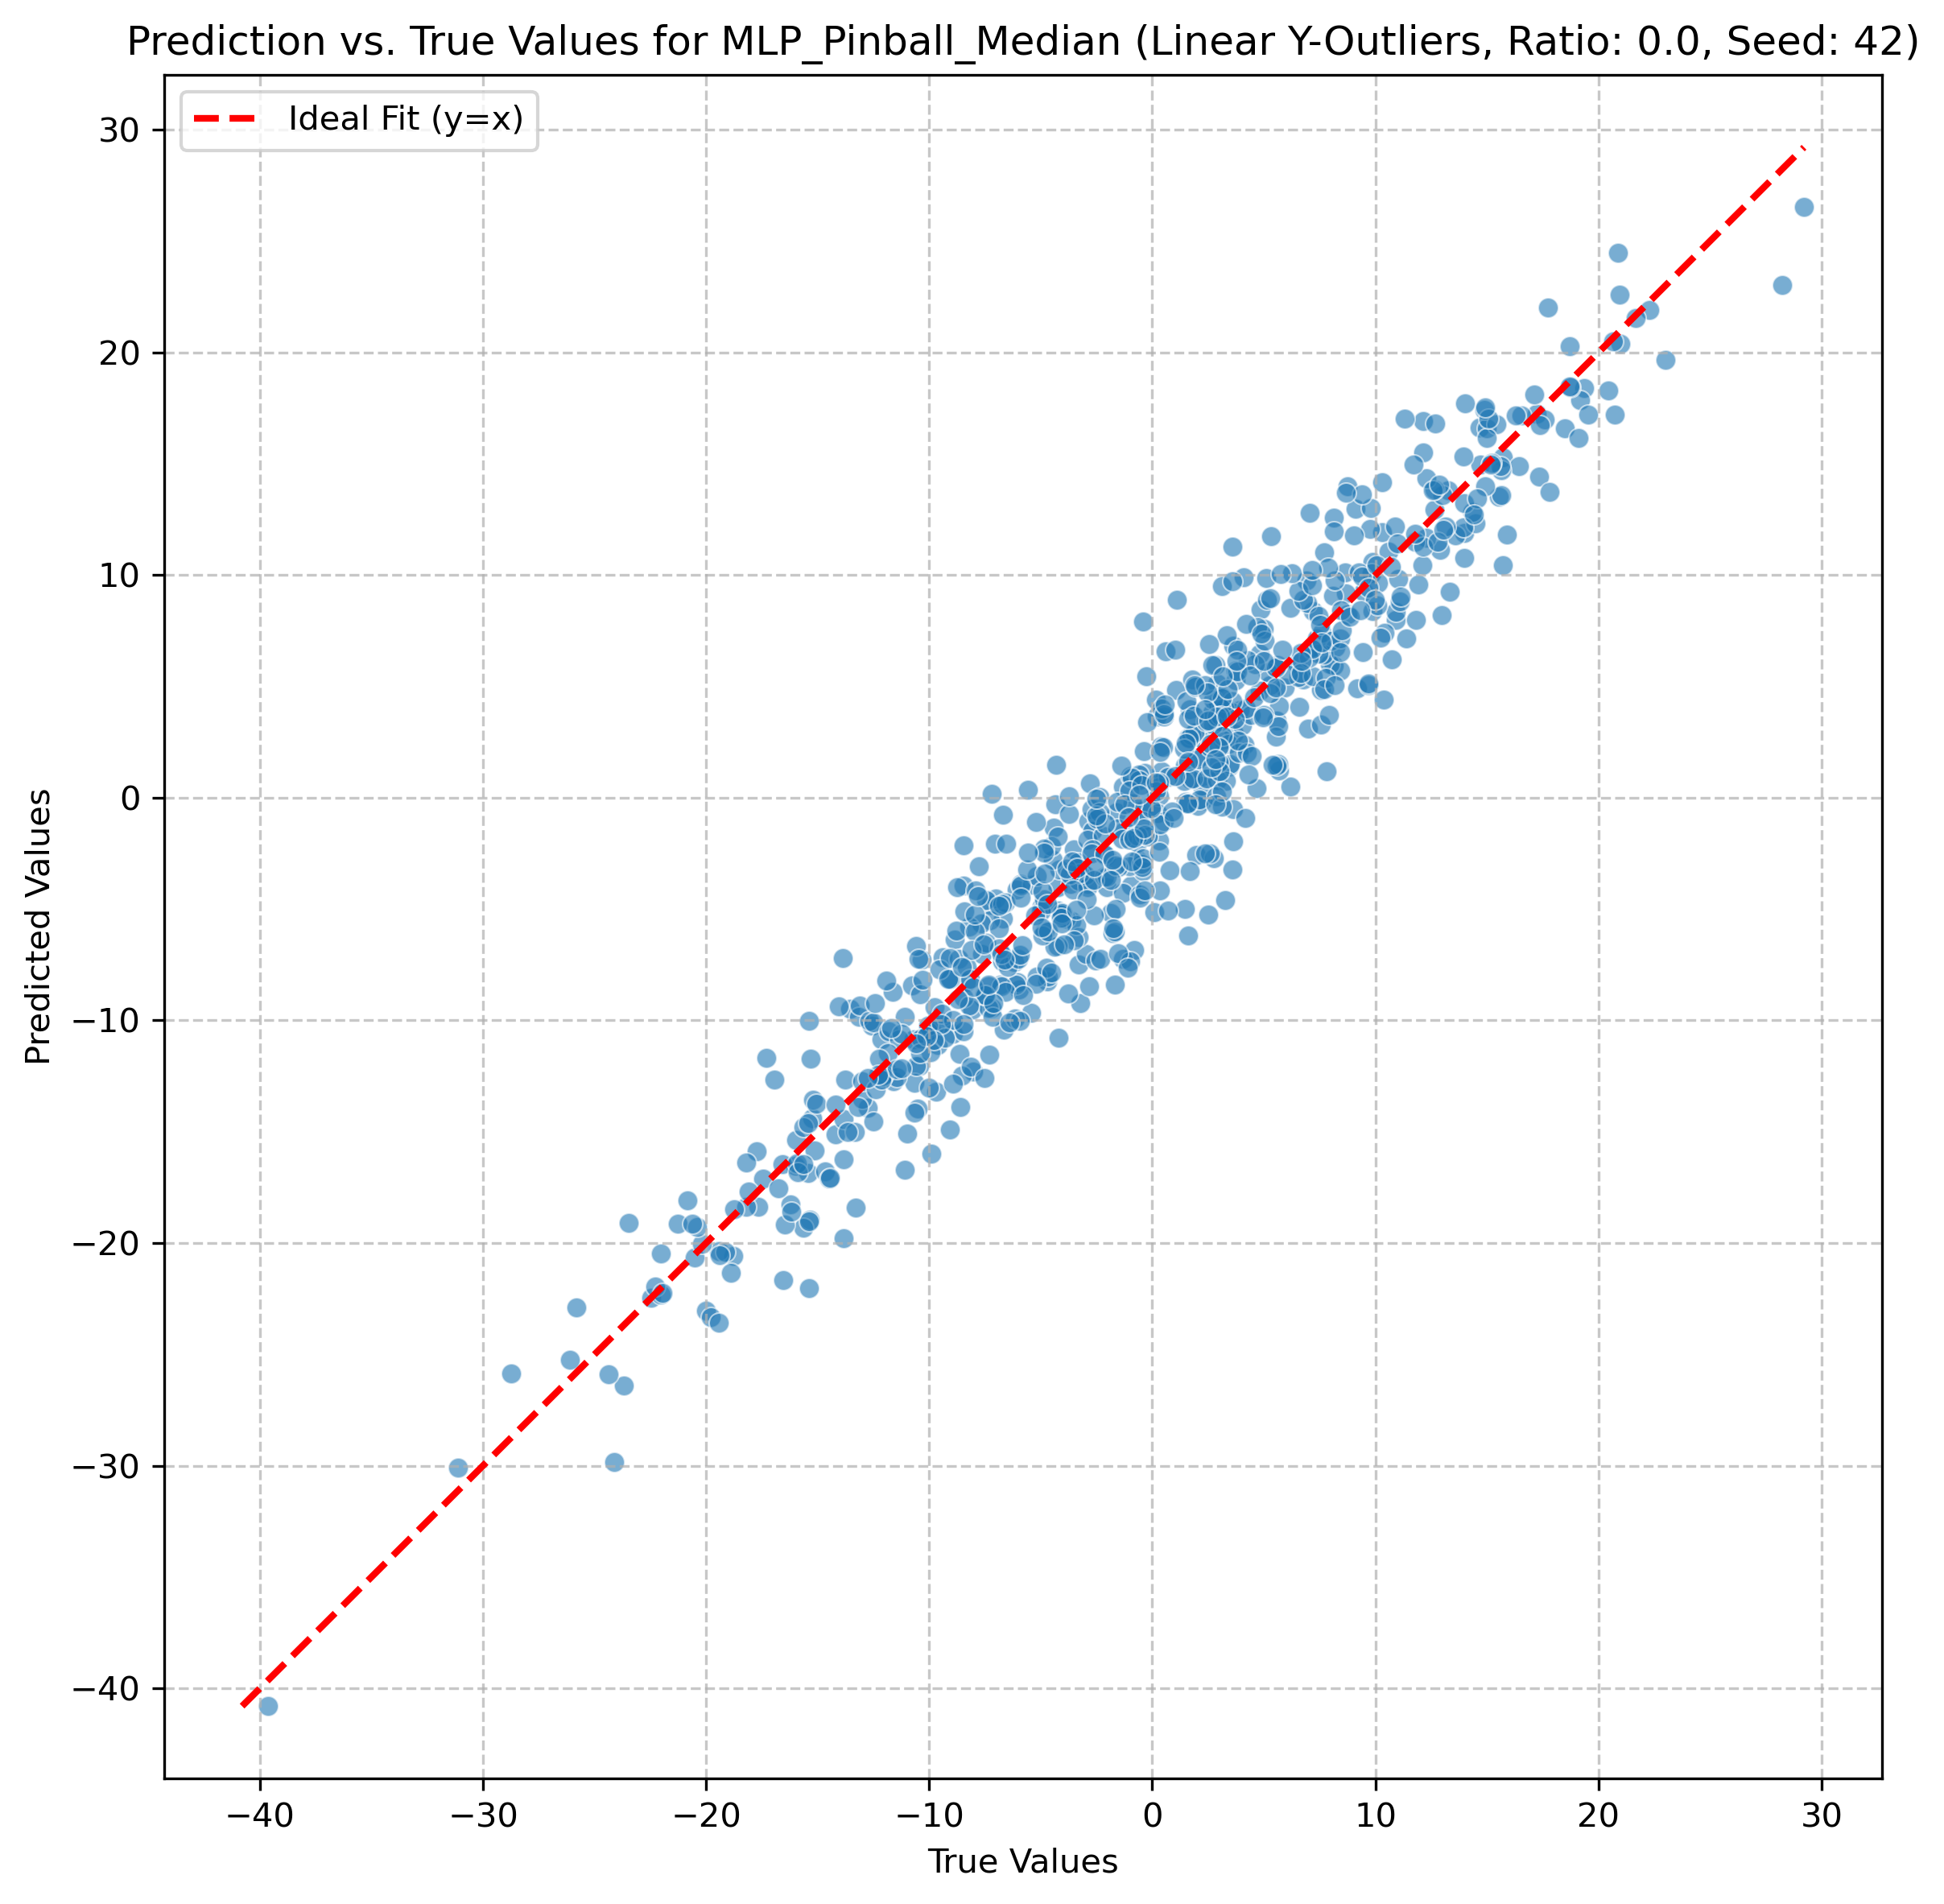 Prediction vs. True Values for MLP_Pinball_Median (Linear Y-Outliers, Ratio: 0.0, Seed: 42)
Ideal Fit (y=x)
30
20
10
0
−10
−20
−30
−40
Predicted Values
−40 −30 −20 −10 0 10 20 30
True Values